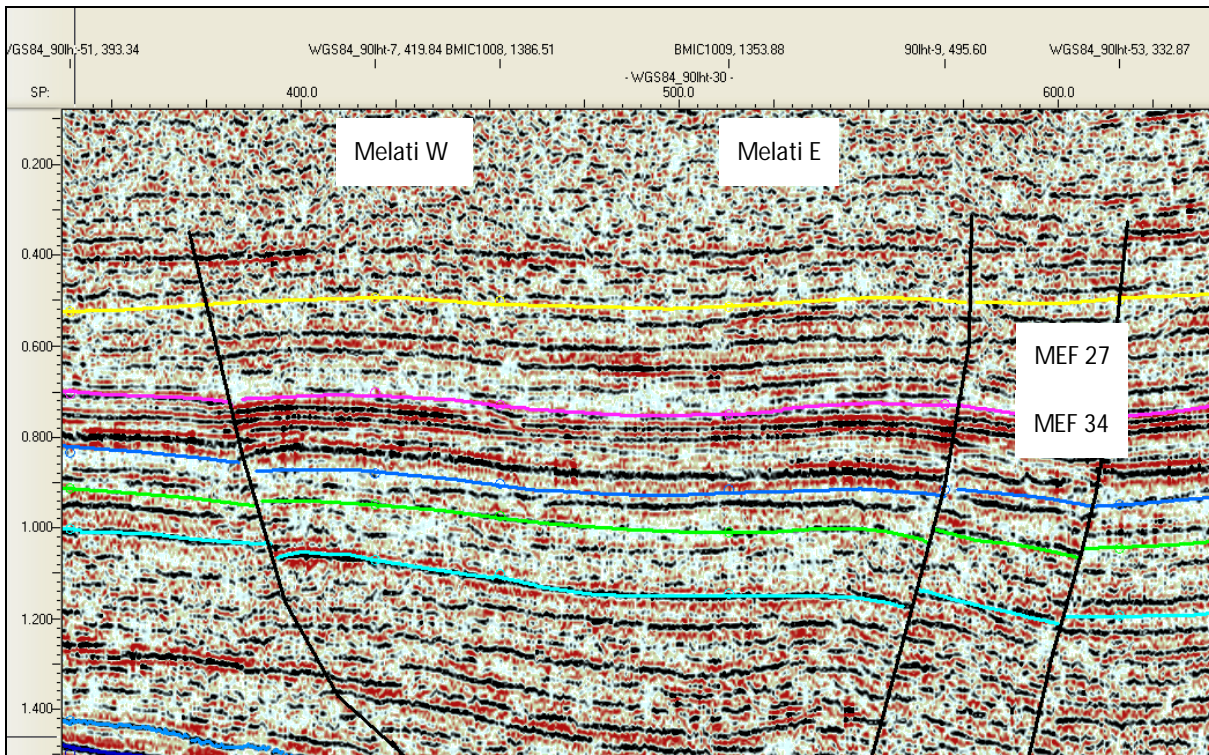 WGS84_90lht-51, 393.34 WGS84_90lht-7, 419.84 BMIC1008, 1386.51 BMIC1009, 1353.88 90lht-9, 495.60 WGS84_90lht-53, 332.87
- WGS84_90lht-30 -
SP: 400.0 500.0 600.0
Melati W Melati E
0.200
0.400
0.600
MEF 27
MEF 34
0.800
1.000
1.200
1.400